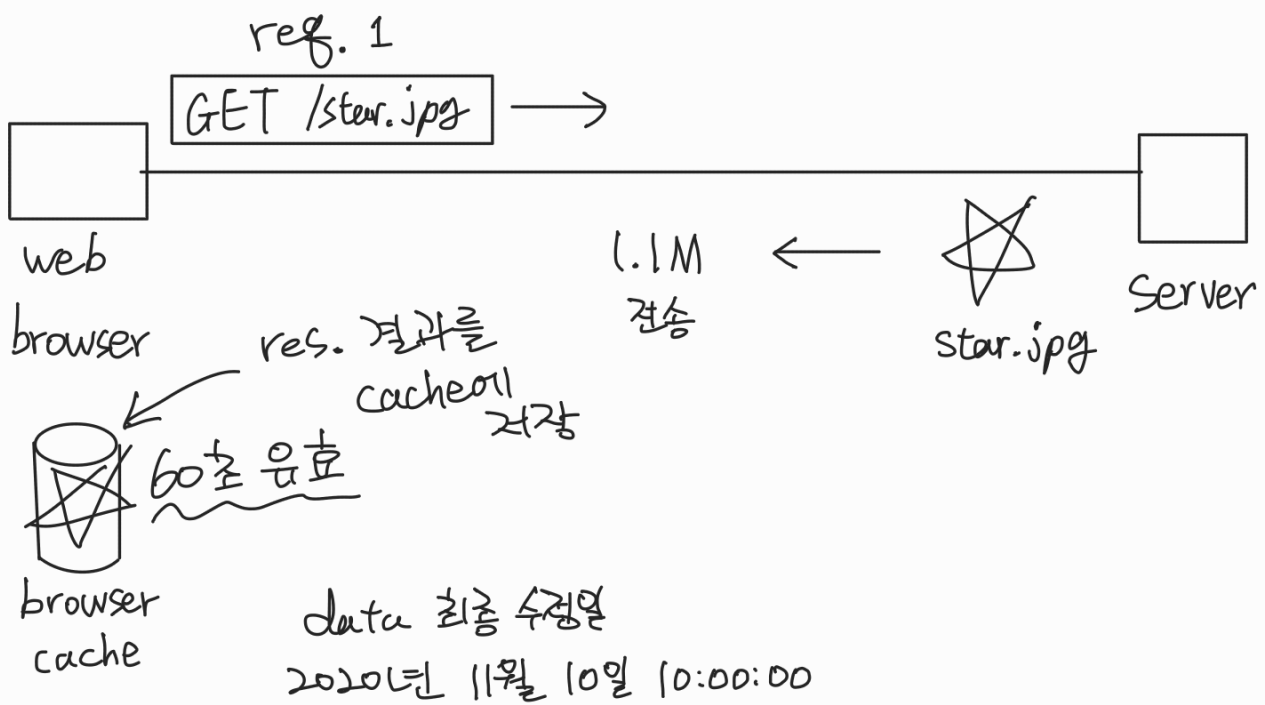 req. 1
GET /star.jpg
web
browser
Server
1.1M
전송
star.jpg
res. 결과를
cache에
저장
60초 유효
browser
cache
data 최종 수정일
2020년 11월 10일 10:00:00